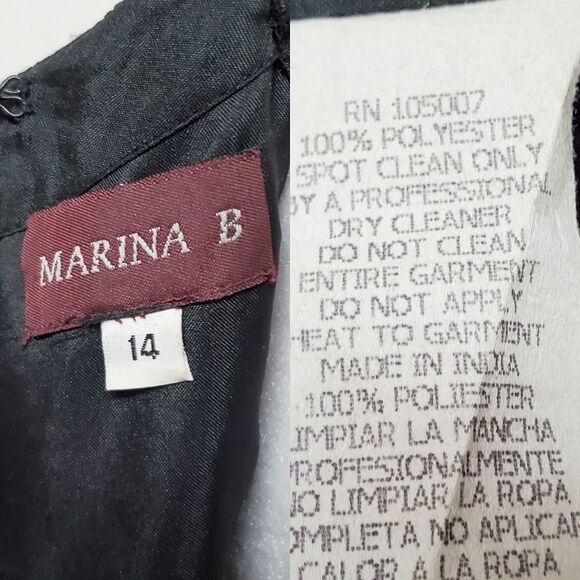 MARINA B
14
RN 105007
100% POLYESTER
SPOT CLEAN ONLY
BY A PROFESSIONAL
DRY CLEANER
DO NOT CLEAN
ENTIRE GARMENT
DO NOT APPLY
HEAT TO GARMENT
MADE IN INDIA
100% POLIESTER
LIMPIAR LA MANCHA
PROFESIONALMENTE
NO LIMPIAR LA ROPA
OMPLETA NO APLICAR
CALOR A LA ROPA